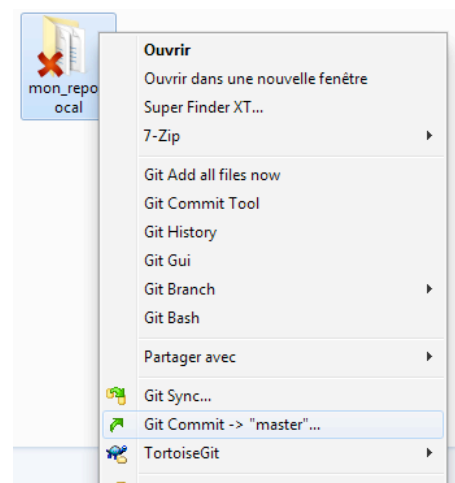 mon_repo
ocal
Ouvrir
Ouvrir dans une nouvelle fenêtre
Super Finder XT...
7-Zip
Git Add all files now
Git Commit Tool
Git History
Git Gui
Git Branch
Git Bash
Partager avec
Git Sync...
Git Commit -> "master"...
TortoiseGit